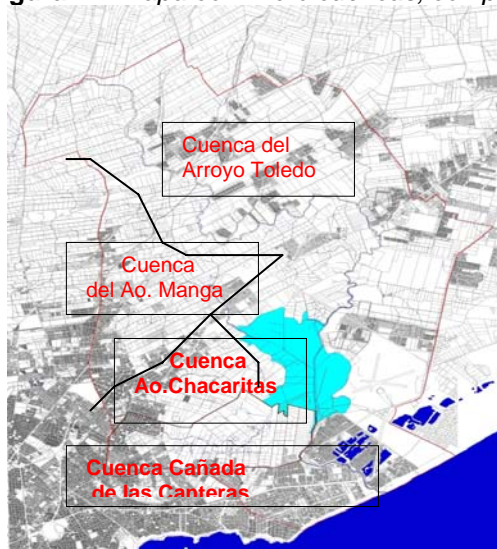 Cuenca del
Arroyo Toledo
Cuenca
del Ao. Manga
Cuenca
Ao.Chacaritas
Cuenca Cañada
de las Canteras